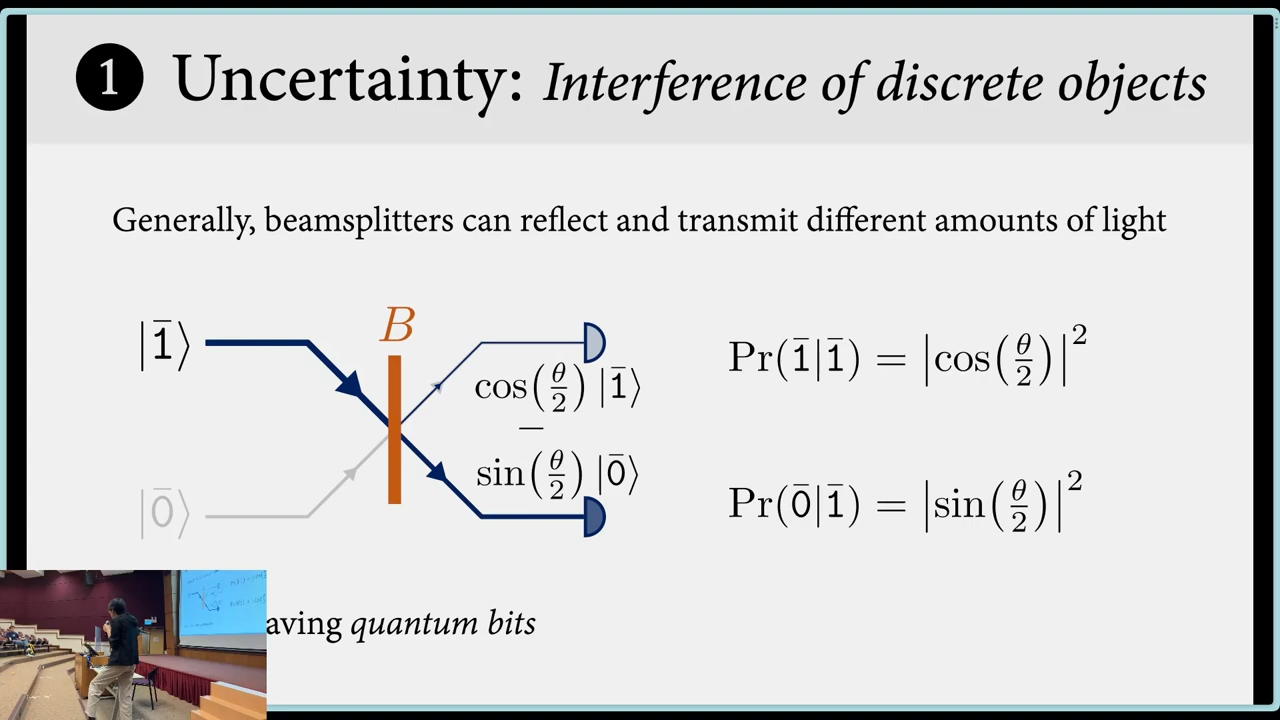 1 Uncertainty: Interference of discrete objects
Generally, beamsplitters can reflect and transmit different amounts of light
B
|1̄⟩
cos(θ/2) |1̄⟩
−
sin(θ/2) |0̄⟩
|0̄⟩
Pr(1̄|1̄) = |cos(θ/2)|²
Pr(0̄|1̄) = |sin(θ/2)|²
aving quantum bits